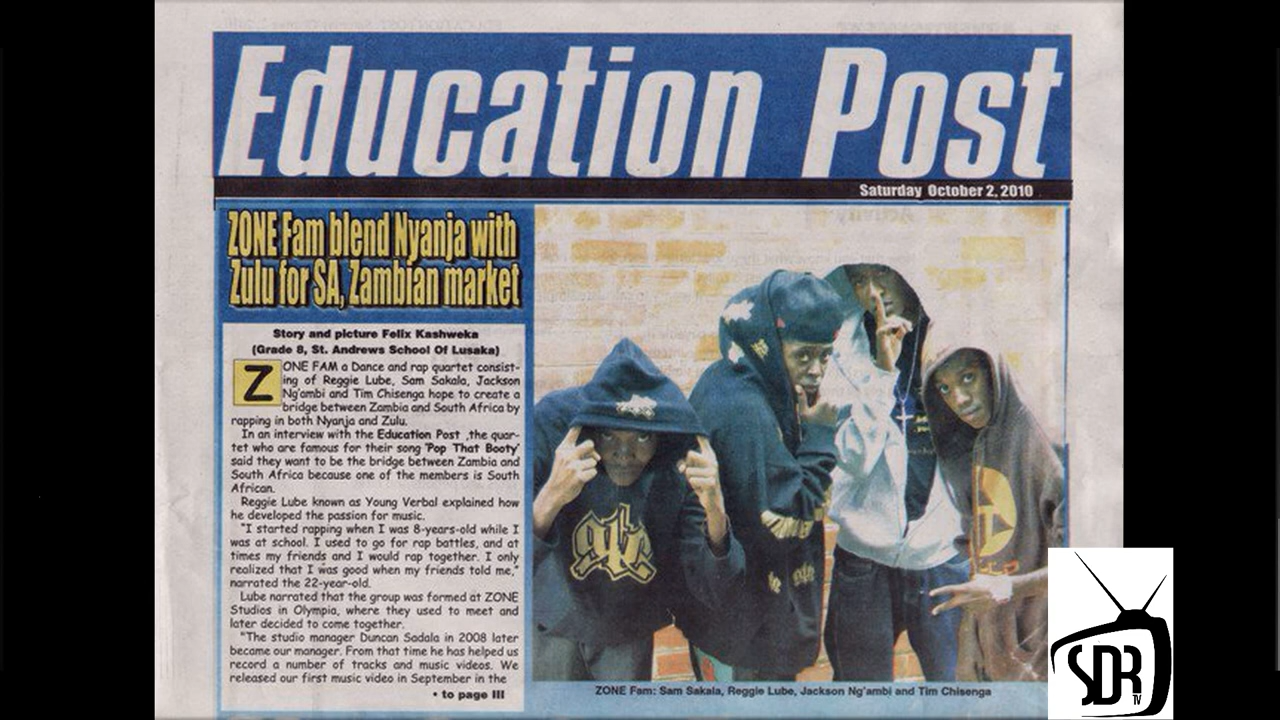 Education Post
Saturday October 2, 2010
ZONE Fam blend Nyanja with
Zulu for SA, Zambian market
Story and picture Felix Kashweka
(Grade 8, St. Andrews School Of Lusaka)
ZONE FAM a Dance and rap quartet consist-
ing of Reggie Lube, Sam Sakala, Jackson
Ng'ambi and Tim Chisenga hope to create a
bridge between Zambia and South Africa by
rapping in both Nyanja and Zulu.
In an interview with the Education Post ,the quar-
tet who are famous for their song 'Pop That Booty'
said they want to be the bridge between Zambia and
South Africa because one of the members is South
African.
Reggie Lube known as Young Verbal explained how
he developed the passion for music.
"I started rapping when I was 8-years-old while I
was at school. I used to go for rap battles, and at
times my friends and I would rap together. I only
realized that I was good when my friends told me,"
narrated the 22-year-old.
Lube narrated that the group was formed at ZONE
Studios in Olympia, where they used to meet and
later decided to come together.
"The studio manager Duncan Sadala in 2008 later
became our manager. From that time he has helped us
record a number of tracks and music videos. We
released our first music video in September in the
• to page III
ZONE Fam: Sam Sakala, Reggie Lube, Jackson Ng'ambi and Tim Chisenga
SDR
TV